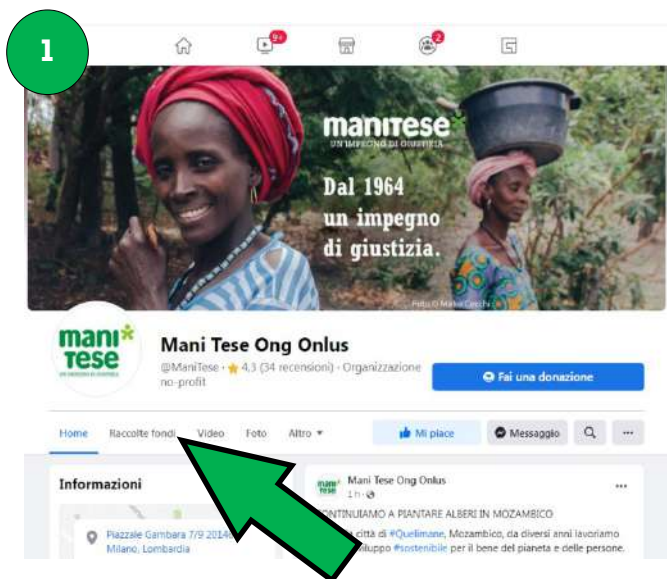 1
9+
2
manitese
UN IMPEGNO DI GIUSTIZIA
Dal 1964
un impegno
di giustizia.
Foto ©
mani
Tese
Mani Tese Ong Onlus
@ManiTese · 4,3 (34 recensioni) · Organizzazione
no-profit
Fai una donazione
Home Raccolte fondi Video Foto Altro
Mi piace
Messaggio
Informazioni
Piazzale Gambara 7/9 20146
Milano, Lombardia
mani
tese
Mani Tese Ong Onlus
1 h ·
CONTINUIAMO A PIANTARE ALBERI IN MOZAMBICO
città di #Quelimane, Mozambico, da diversi anni lavoriamo
sviluppo #sostenibile per il bene del pianeta e delle persone.